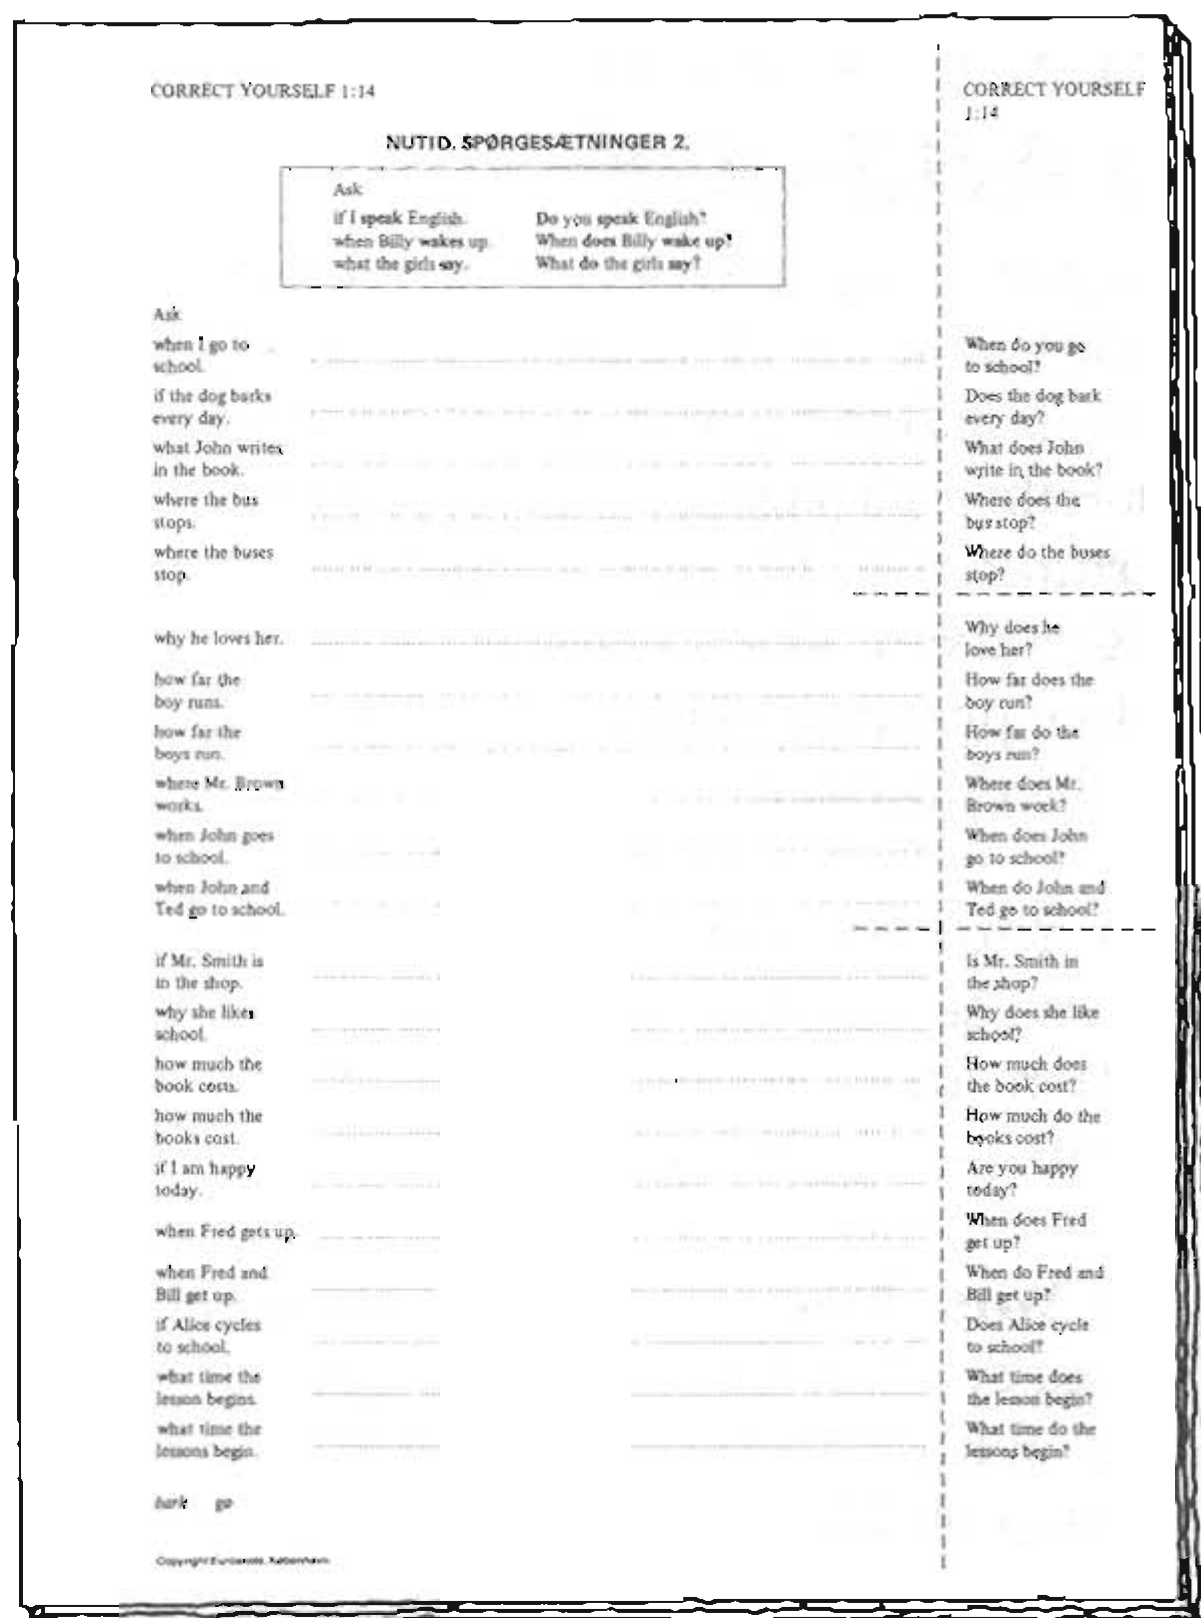 CORRECT YOURSELF 1:14
NUTID. SPØRGESÆTNINGER 2.
Ask
if I speak English. Do you speak English?
when Billy wakes up. When does Billy wake up?
what the girls say. What do the girls say?
Ask
when I go to
school.
if the dog barks
every day.
what John writes
in the book.
where the bus
stops.
where the buses
stop.
why he loves her.
how far the
boy runs.
how far the
boys run.
where Mr. Brown
works.
when John goes
to school.
when John and
Ted go to school.
if Mr. Smith is
in the shop.
why she likes
school.
how much the
book costs.
how much the
books cost.
if I am happy
today.
when Fred gets up.
when Fred and
Bill get up.
if Alice cycles
to school.
what time the
lesson begins.
what time the
lessons begin.
bark gø
Copyright København
CORRECT YOURSELF
1:14
When do you go
to school?
Does the dog bark
every day?
What does John
write in the book?
Where does the
bus stop?
Where do the buses
stop?
Why does he
love her?
How far does the
boy run?
How far do the
boys run?
Where does Mr.
Brown work?
When does John
go to school?
When do John and
Ted go to school?
Is Mr. Smith in
the shop?
Why does she like
school?
How much does
the book cost?
How much do the
books cost?
Are you happy
today?
When does Fred
get up?
When do Fred and
Bill get up?
Does Alice cycle
to school?
What time does
the lesson begin?
What time do the
lessons begin?